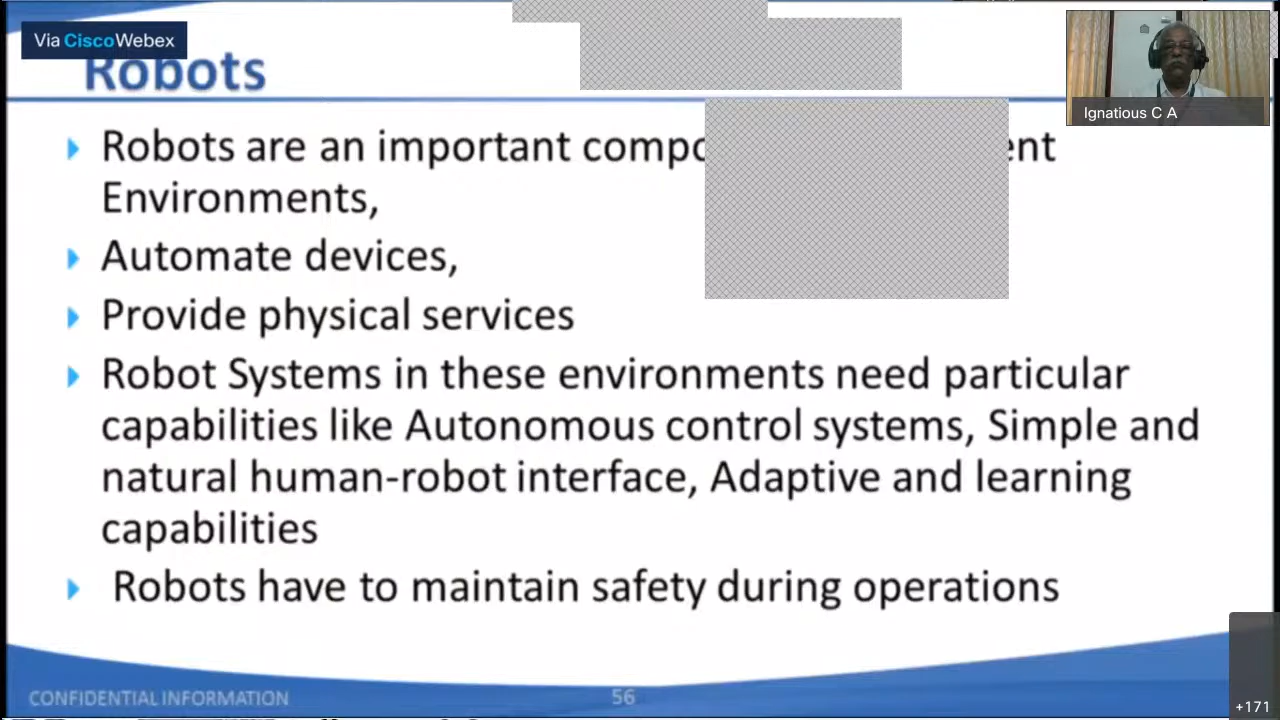 Via CiscoWebex
Robots
Ignatious C A
Robots are an important
Environments,
Automate devices,
Provide physical services
Robot Systems in these environments need particular
capabilities like Autonomous control systems, Simple and
natural human-robot interface, Adaptive and learning
capabilities
Robots have to maintain safety during operations
CONFIDENTIAL INFORMATION
56
+171